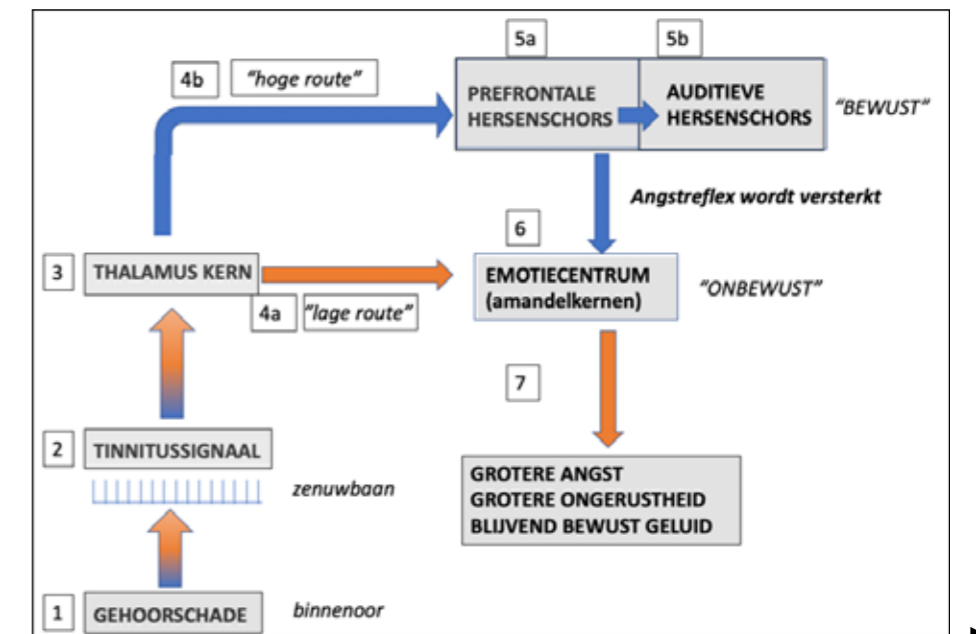 5a
5b
4b
"hoge route"
PREFRONTALE
HERSENSCHORS
AUDITIEVE
HERSENSCHORS
"BEWUST"
Angstreflex wordt versterkt
6
3
THALAMUS KERN
EMOTIECENTRUM
(amandelkernen)
"ONBEWUST"
4a
"lage route"
7
2
TINNITUSSIGNAAL
zenuwbaan
GROTERE ANGST
GROTERE ONGERUSTHEID
BLIJVEND BEWUST GELUID
1
GEHOORSCHADE
binnenoor